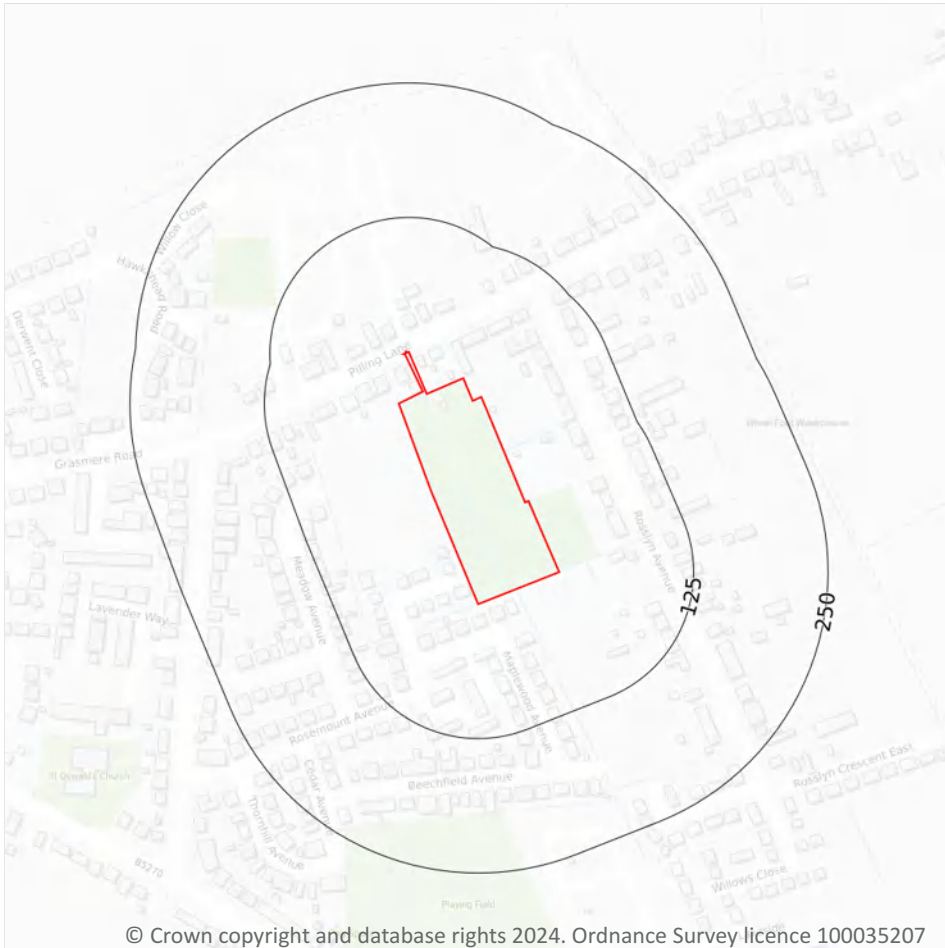 Willow Close
Hawkshead Road
Derwent Close
Pilling Lane
Grasmere Road
Rosslyn Avenue
Meadow Avenue
125
250
Lavender Way
Maplewood Avenue
Rosemount Avenue
St Oswald's Church
Cedar Avenue
Beechfield Avenue
Rosslyn Crescent East
Thornhill Avenue
B5270
Willows Close
Playing Field
© Crown copyright and database rights 2024. Ordnance Survey licence 100035207